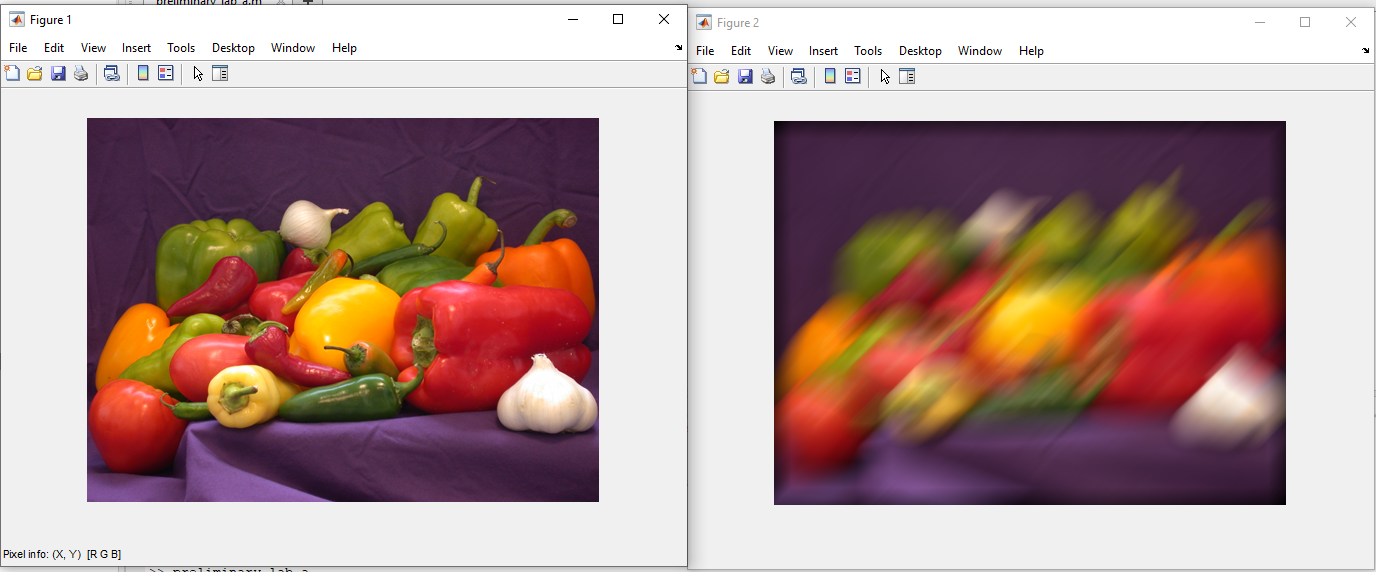 preliminary_lab_a.m
Figure 1
File Edit View Insert Tools Desktop Window Help
Pixel info: (X, Y) [R G B]
>> preliminary_lab_a
Figure 2
File Edit View Insert Tools Desktop Window Help